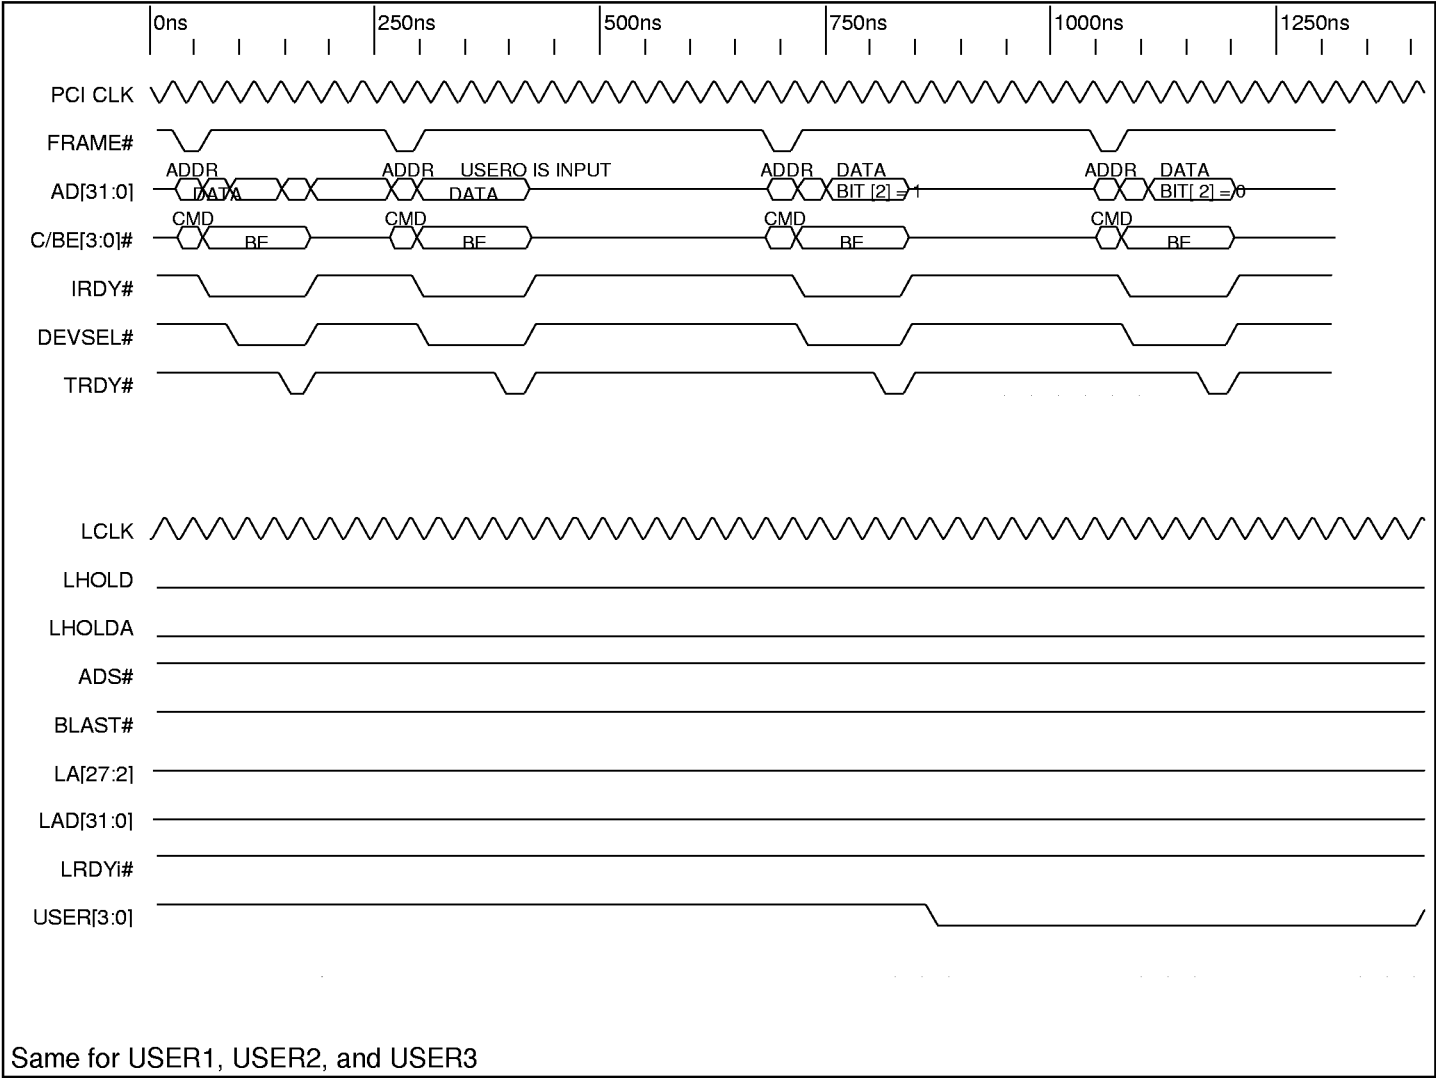 0ns 250ns 500ns 750ns 1000ns 1250ns
PCI CLK
FRAME#
ADDR ADDR USERO IS INPUT ADDR DATA ADDR DATA
AD[31:0] DATA DATA BIT [2] = 1 BIT[ 2] = 0
CMD CMD CMD CMD
C/BE[3:0]# BE BE BE BE
IRDY#
DEVSEL#
TRDY#
LCLK
LHOLD
LHOLDA
ADS#
BLAST#
LA[27:2]
LAD[31:0]
LRDYi#
USER[3:0]
Same for USER1, USER2, and USER3